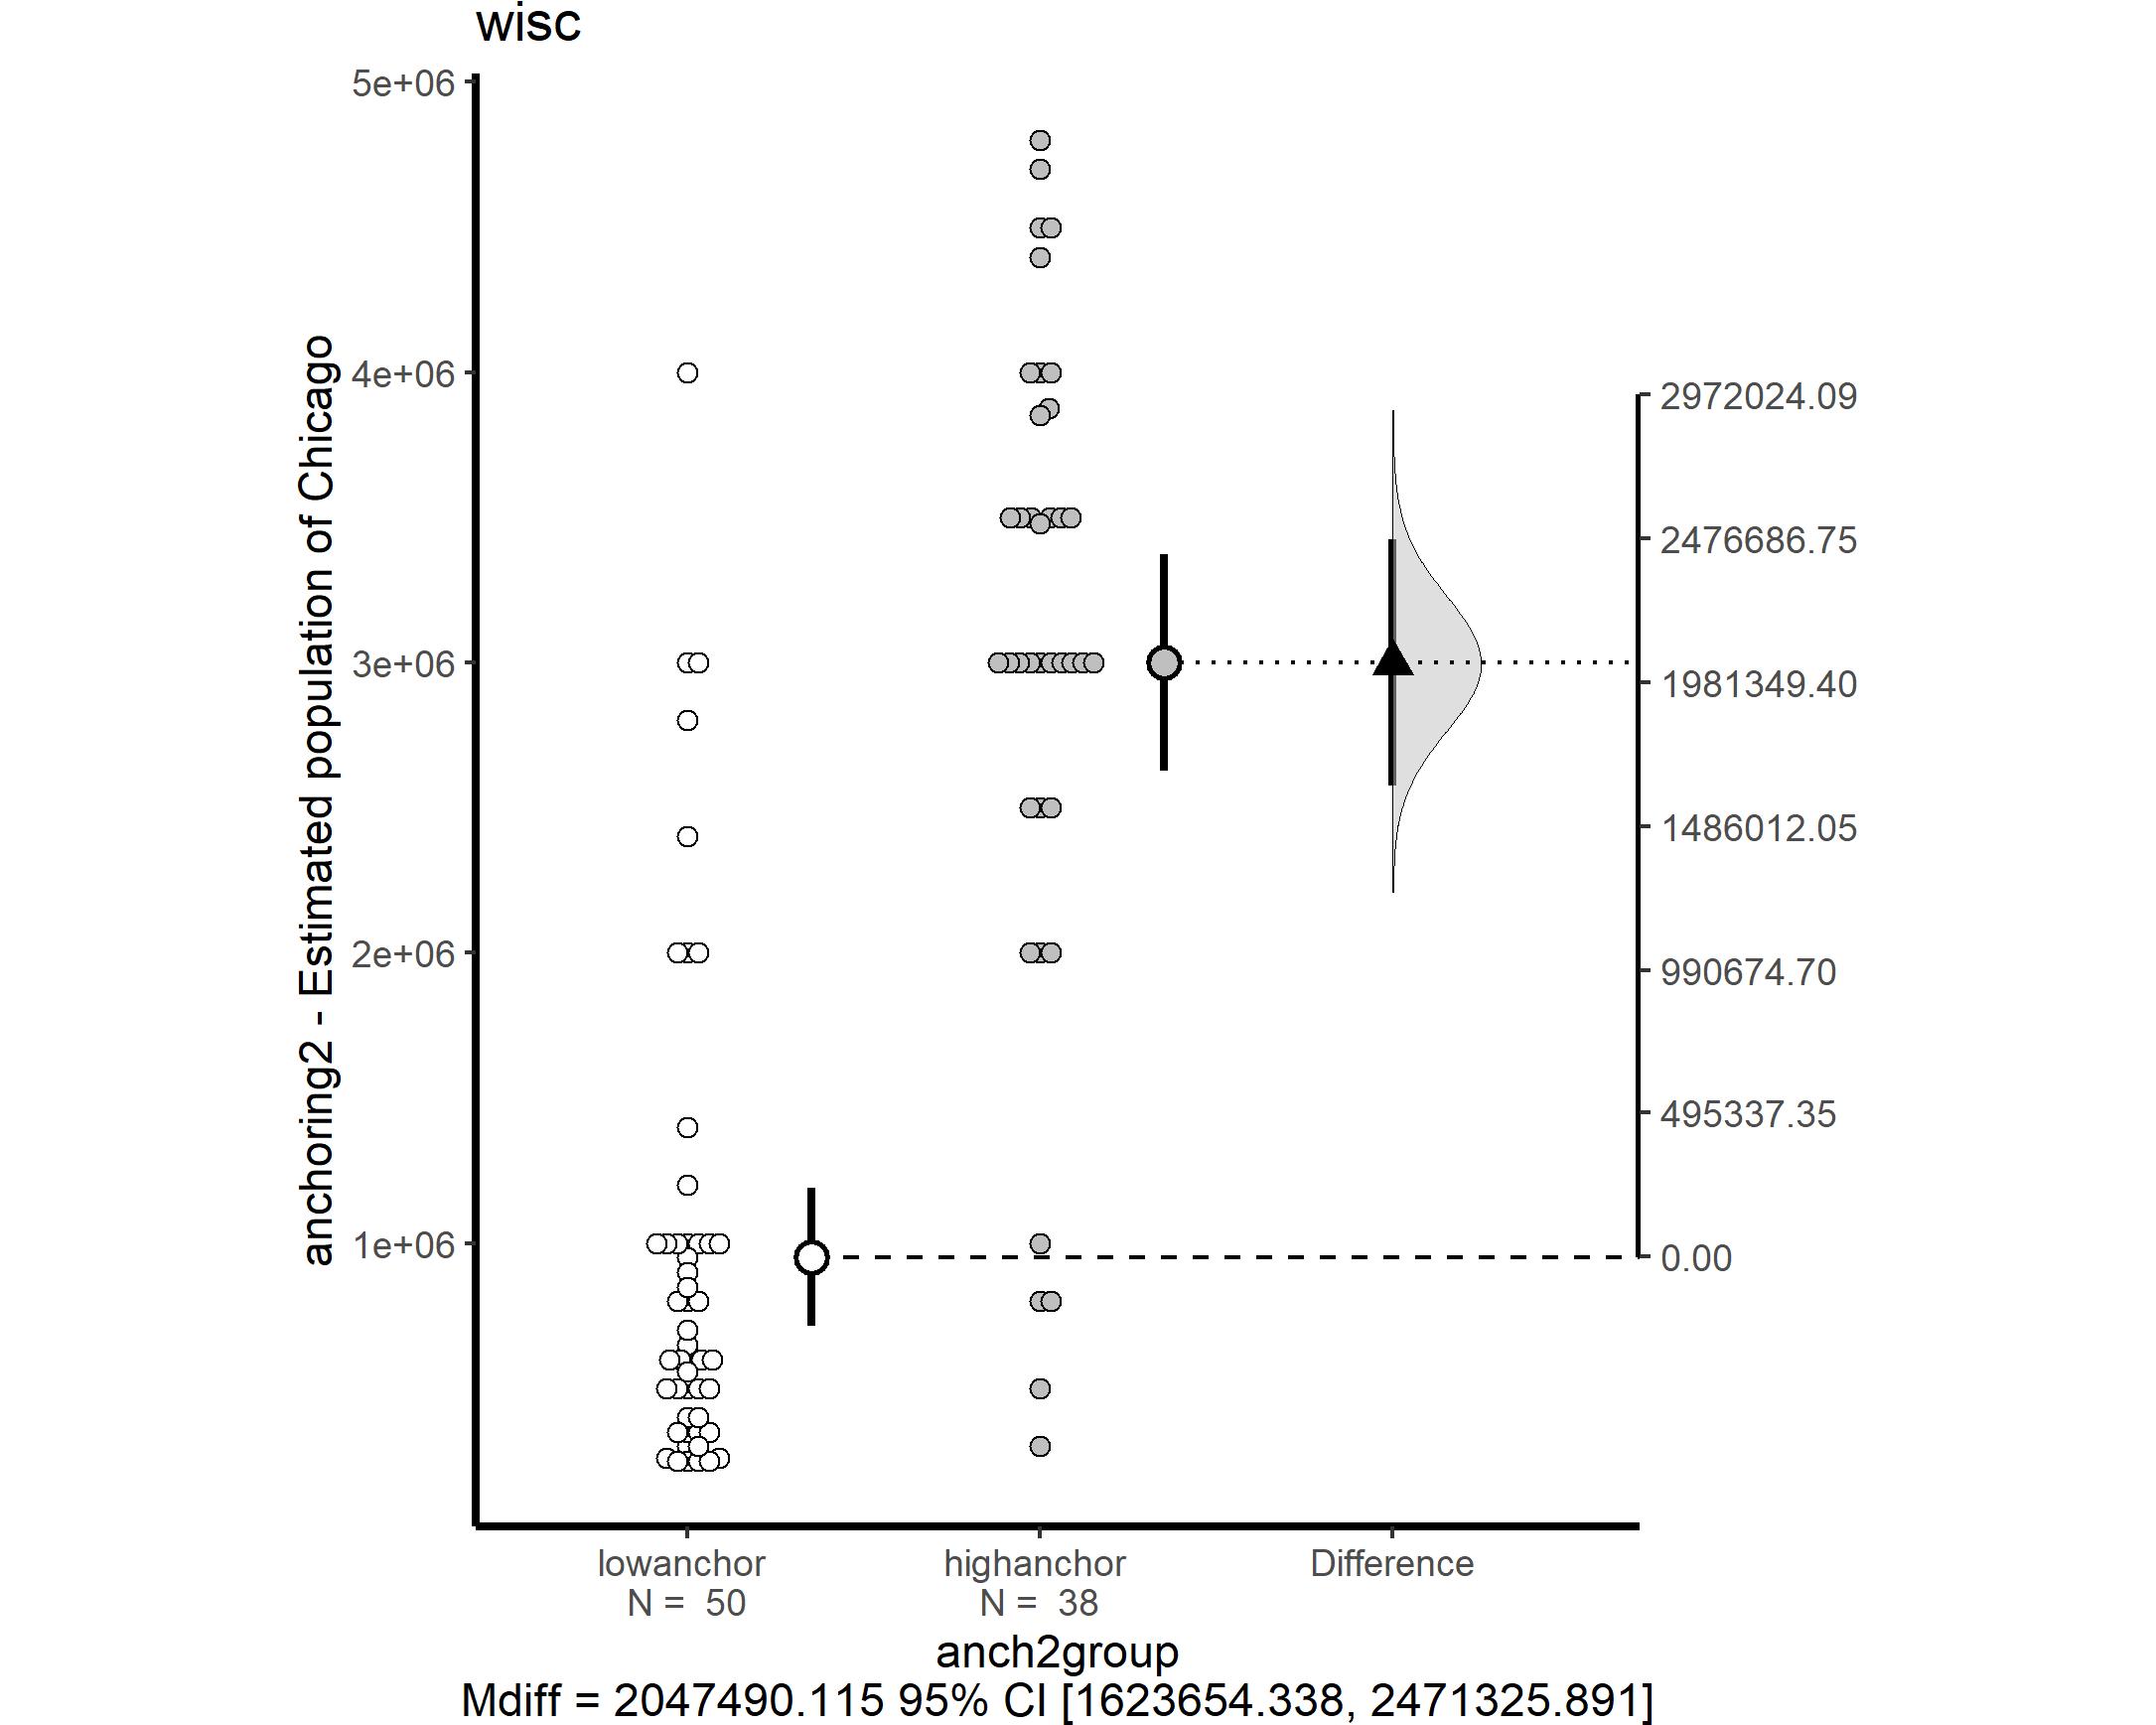 wisc
5e+06
4e+06
3e+06
2e+06
1e+06
anchoring2 - Estimated population of Chicago
2972024.09
2476686.75
1981349.40
1486012.05
990674.70
495337.35
0.00
lowanchor
N =  50
highanchor
N =  38
Difference
anch2group
Mdiff = 2047490.115 95% CI [1623654.338, 2471325.891]